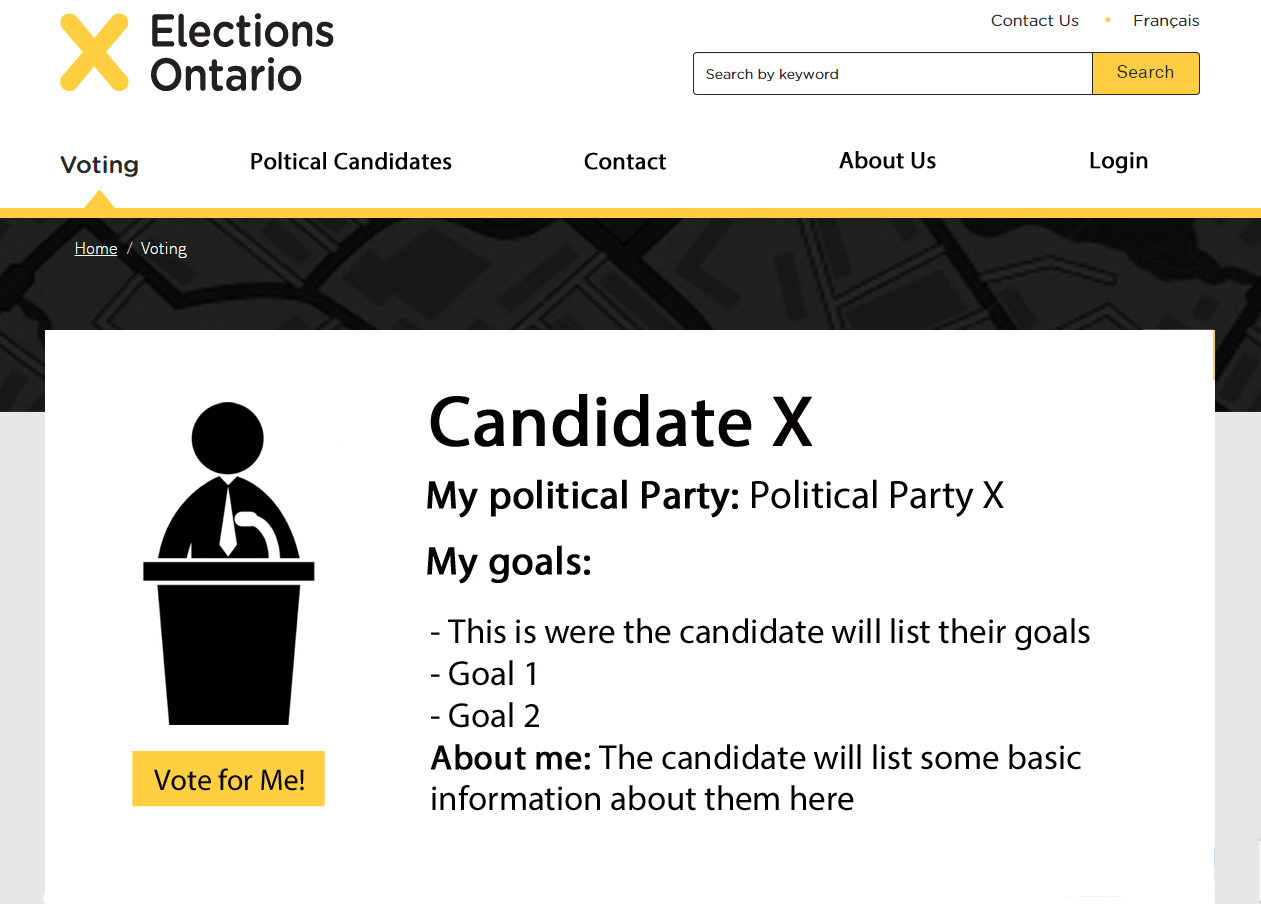 Elections
Ontario
Contact Us • Français
Search by keyword
Search
Voting
Poltical Candidates
Contact
About Us
Login
Home / Voting
Candidate X
My political Party: Political Party X
My goals:
- This is were the candidate will list their goals
- Goal 1
- Goal 2
About me: The candidate will list some basic
information about them here
Vote for Me!